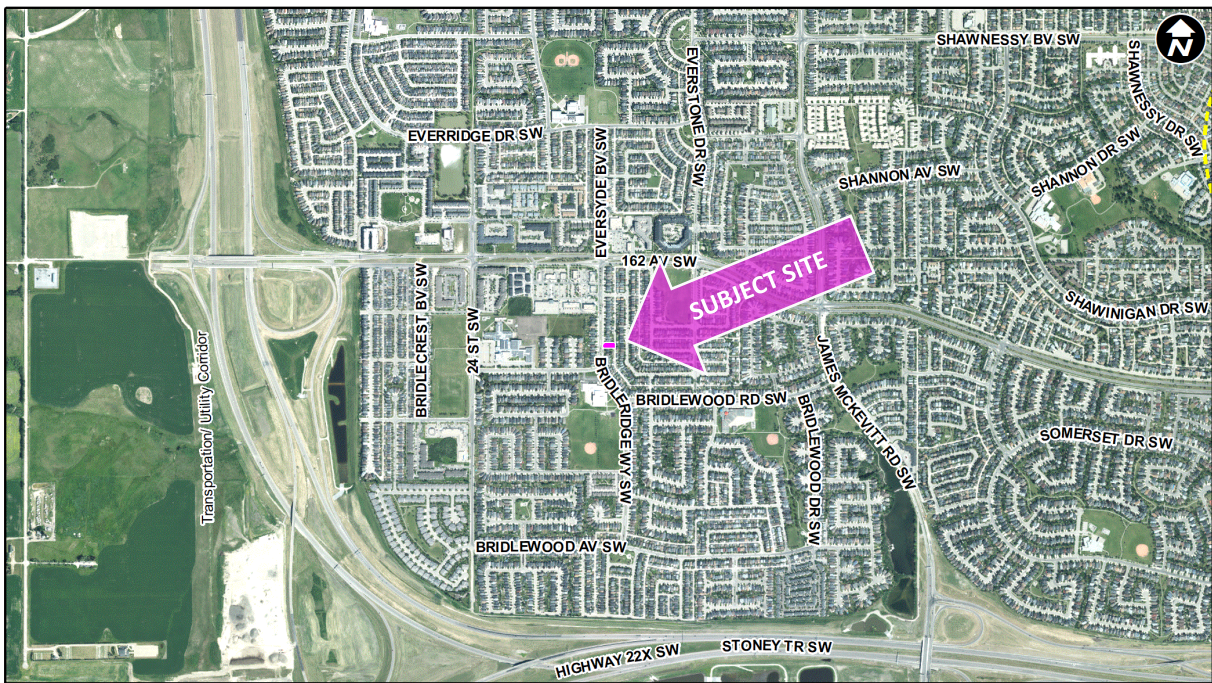 SHAWNESSY BV SW
N
SHAWNESSY DR SW
EVERSTONE DR SW
EVERRIDGE DR SW
EVERSYDE BV SW
SHANNON DR SW
SHANNON AV SW
162 AV SW
SUBJECT SITE
SHAWINIGAN DR SW
BRIDLECREST BV SW
24 ST SW
Transportation/ Utility Corridor
JAMES MCKEVITT RD SW
BRIDLERIDGE WY SW
BRIDLEWOOD RD SW
BRIDLEWOOD DR SW
SOMERSET DR SW
BRIDLEWOOD AV SW
STONEY TR SW
HIGHWAY 22X SW